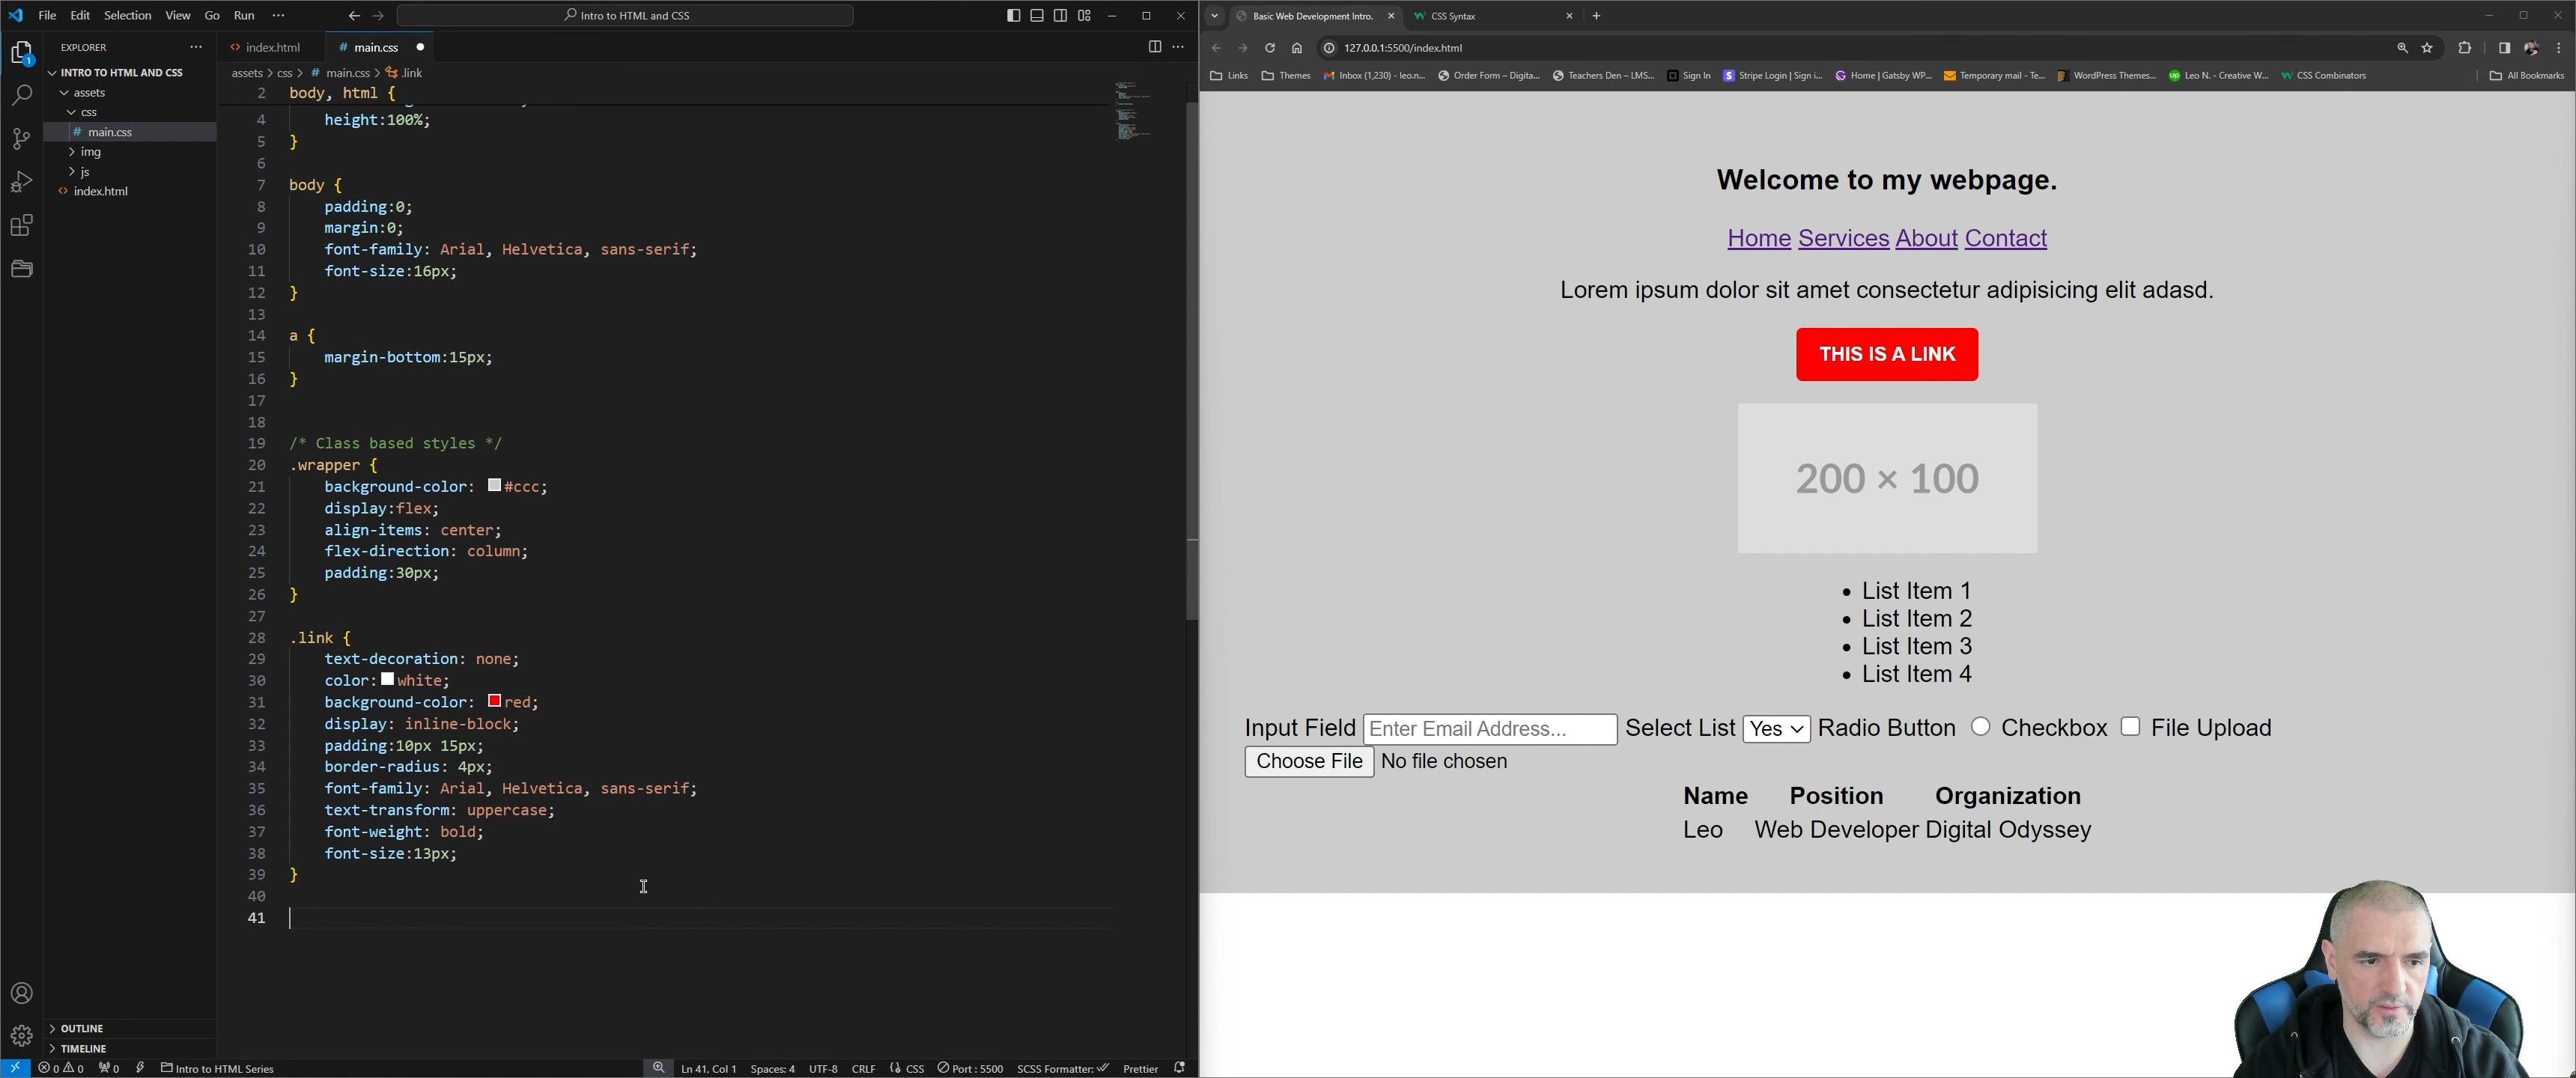 File Edit Selection View Go Run ···
Intro to HTML and CSS
EXPLORER
INTRO TO HTML AND CSS
assets
css
# main.css
img
js
index.html
OUTLINE
TIMELINE
index.html
# main.css
assets > css > # main.css > .link
2 body, html {
4 height:100%;
5 }
6
7 body {
8 padding:0;
9 margin:0;
10 font-family: Arial, Helvetica, sans-serif;
11 font-size:16px;
12 }
13
14 a {
15 margin-bottom:15px;
16 }
17
18
19 /* Class based styles */
20 .wrapper {
21 background-color: #ccc;
22 display:flex;
23 align-items: center;
24 flex-direction: column;
25 padding:30px;
26 }
27
28 .link {
29 text-decoration: none;
30 color: white;
31 background-color: red;
32 display: inline-block;
33 padding:10px 15px;
34 border-radius: 4px;
35 font-family: Arial, Helvetica, sans-serif;
36 text-transform: uppercase;
37 font-weight: bold;
38 font-size:13px;
39 }
40
41
0 0 0 Intro to HTML Series Ln 41, Col 1 Spaces: 4 UTF-8 CRLF {} CSS Port : 5500 SCSS Formatter: Prettier
Basic Web Development Intro.
CSS Syntax
127.0.0.1:5500/index.html
Links Themes Inbox (1,230) - leo.n... Order Form – Digita... Teachers Den – LMS... Sign In Stripe Login | Sign i... Home | Gatsby WP... Temporary mail - Te... WordPress Themes... Leo N. - Creative W... CSS Combinators All Bookmarks
Welcome to my webpage.
Home Services About Contact
Lorem ipsum dolor sit amet consectetur adipisicing elit adasd.
THIS IS A LINK
200 × 100
• List Item 1
• List Item 2
• List Item 3
• List Item 4
Input Field Enter Email Address... Select List Yes Radio Button Checkbox File Upload
Choose File No file chosen
Name Position Organization
Leo Web Developer Digital Odyssey